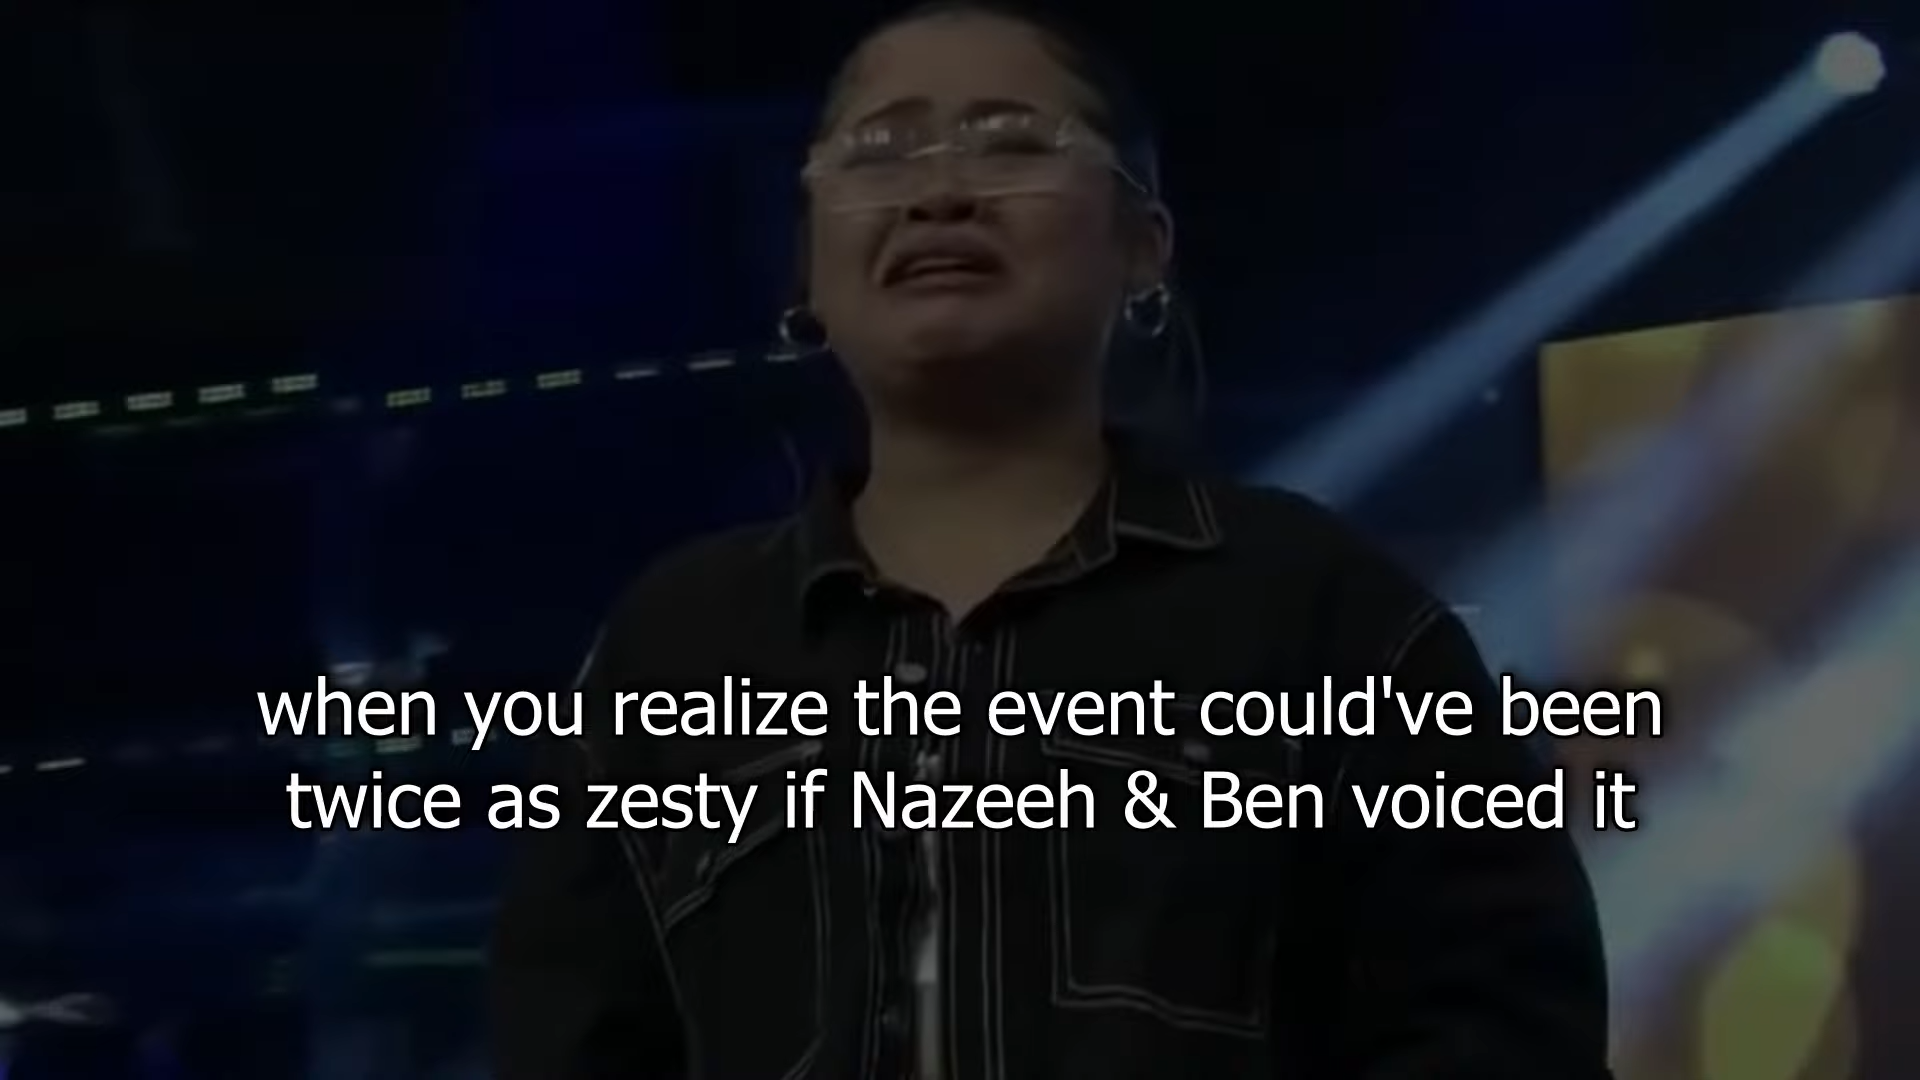 when you realize the event could've been
twice as zesty if Nazeeh & Ben voiced it